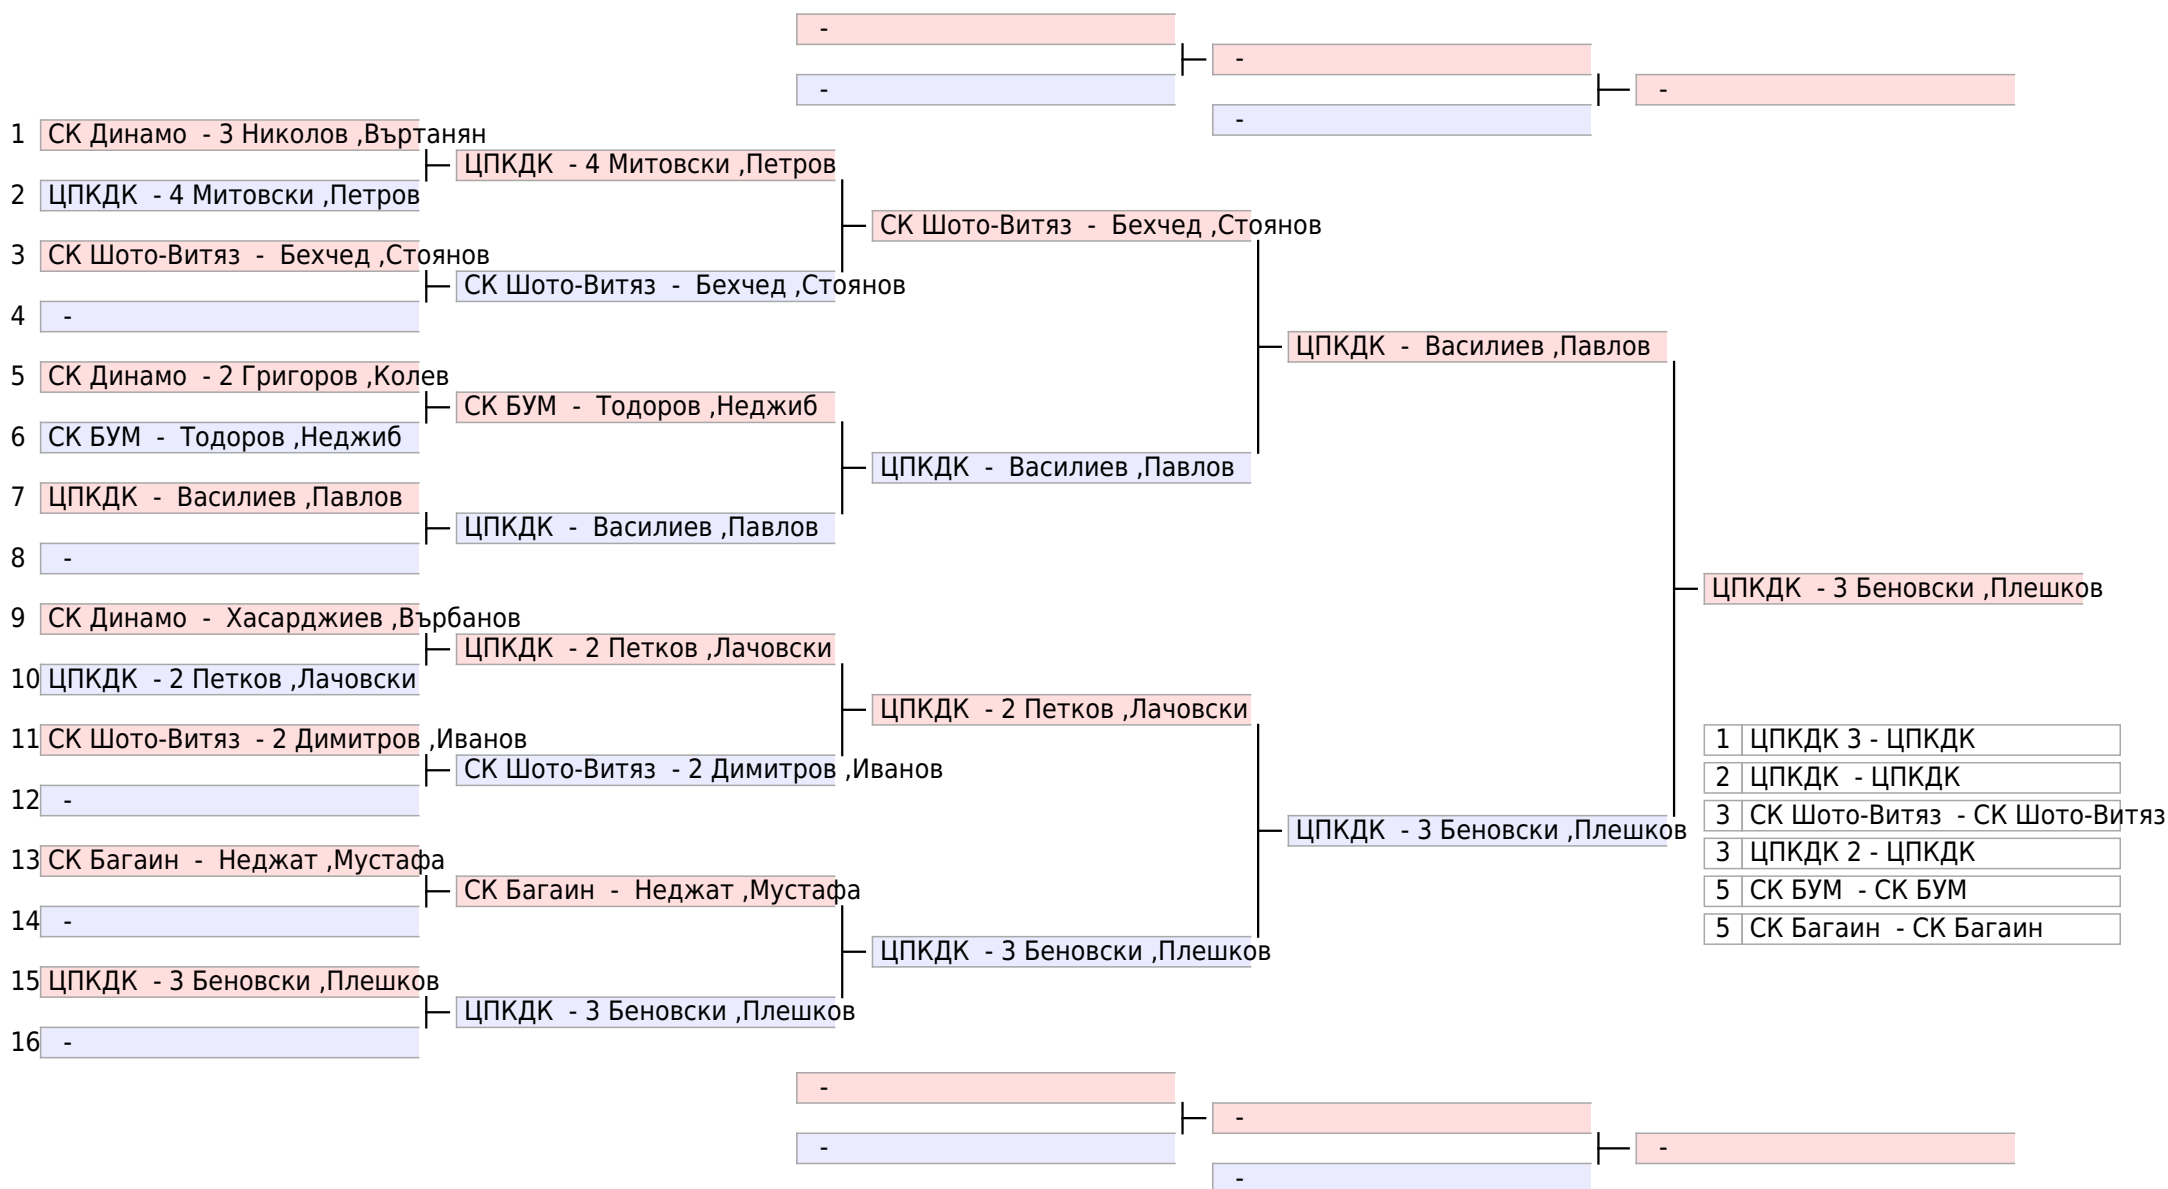 -
-
-
-
-
1 СК Динамо - 3 Николов ,Въртанян
ЦПКДК - 4 Митовски ,Петров
2 ЦПКДК - 4 Митовски ,Петров
СК Шото-Витяз - Бехчед ,Стоянов
3 СК Шото-Витяз - Бехчед ,Стоянов
СК Шото-Витяз - Бехчед ,Стоянов
4 -
ЦПКДК - Василиев ,Павлов
5 СК Динамо - 2 Григоров ,Колев
СК БУМ - Тодоров ,Неджиб
6 СК БУМ - Тодоров ,Неджиб
ЦПКДК - Василиев ,Павлов
7 ЦПКДК - Василиев ,Павлов
ЦПКДК - Василиев ,Павлов
8 -
ЦПКДК - 3 Беновски ,Плешков
9 СК Динамо - Хасарджиев ,Върбанов
ЦПКДК - 2 Петков ,Лачовски
10 ЦПКДК - 2 Петков ,Лачовски
ЦПКДК - 2 Петков ,Лачовски
11 СК Шото-Витяз - 2 Димитров ,Иванов
СК Шото-Витяз - 2 Димитров ,Иванов
12 -
ЦПКДК - 3 Беновски ,Плешков
13 СК Багаин - Неджат ,Мустафа
СК Багаин - Неджат ,Мустафа
14 -
ЦПКДК - 3 Беновски ,Плешков
15 ЦПКДК - 3 Беновски ,Плешков
ЦПКДК - 3 Беновски ,Плешков
16 -
1 ЦПКДК 3 - ЦПКДК
2 ЦПКДК - ЦПКДК
3 СК Шото-Витяз - СК Шото-Витяз
3 ЦПКДК 2 - ЦПКДК
5 СК БУМ - СК БУМ
5 СК Багаин - СК Багаин
-
-
-
-
-